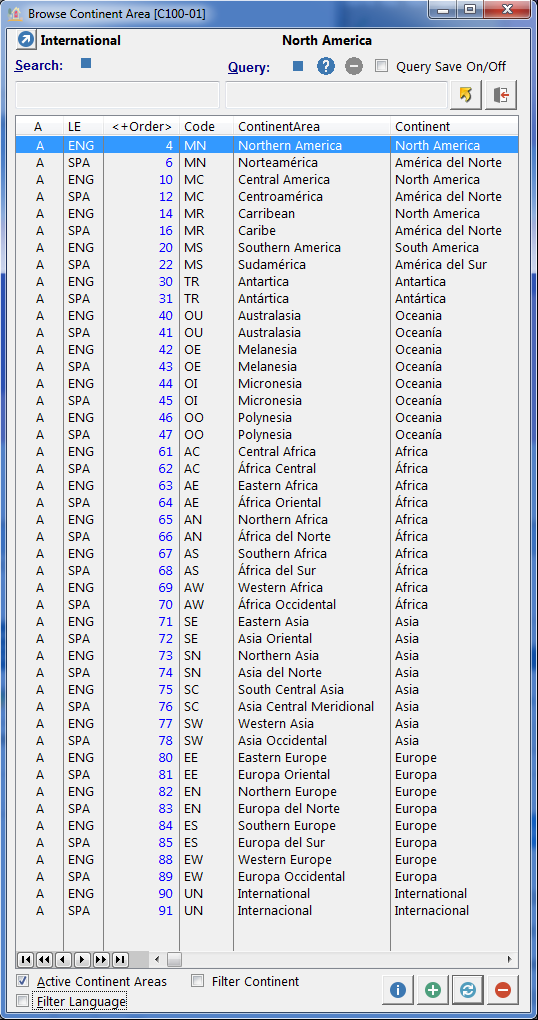 Browse Continent Area [C100-01]
International North America
Search: Query: Query Save On/Off
A LE <+Order> Code ContinentArea Continent
A ENG 4 MN Northern America North America
A SPA 6 MN Norteamérica América del Norte
A ENG 10 MC Central America North America
A SPA 12 MC Centroamérica América del Norte
A ENG 14 MR Carribean North America
A SPA 16 MR Caribe América del Norte
A ENG 20 MS Southern America South America
A SPA 22 MS Sudamérica América del Sur
A ENG 30 TR Antartica Antartica
A SPA 31 TR Antártica Antártica
A ENG 40 OU Australasia Oceania
A SPA 41 OU Australasia Oceanía
A ENG 42 OE Melanesia Oceania
A SPA 43 OE Melanesia Oceanía
A ENG 44 OI Micronesia Oceania
A SPA 45 OI Micronesia Oceanía
A ENG 46 OO Polynesia Oceania
A SPA 47 OO Polynesia Oceanía
A ENG 61 AC Central Africa Africa
A SPA 62 AC África Central África
A ENG 63 AE Eastern Africa Africa
A SPA 64 AE África Oriental África
A ENG 65 AN Northern Africa Africa
A SPA 66 AN África del Norte África
A ENG 67 AS Southern Africa Africa
A SPA 68 AS África del Sur África
A ENG 69 AW Western Africa Africa
A SPA 70 AW África Occidental África
A ENG 71 SE Eastern Asia Asia
A SPA 72 SE Asia Oriental Asia
A ENG 73 SN Northern Asia Asia
A SPA 74 SN Asia del Norte Asia
A ENG 75 SC South Central Asia Asia
A SPA 76 SC Asia Central Meridional Asia
A ENG 77 SW Western Asia Asia
A SPA 78 SW Asia Occidental Asia
A ENG 80 EE Eastern Europe Europe
A SPA 81 EE Europa Oriental Europa
A ENG 82 EN Northern Europe Europe
A SPA 83 EN Europa del Norte Europa
A ENG 84 ES Southern Europe Europe
A SPA 85 ES Europa del Sur Europa
A ENG 88 EW Western Europe Europe
A SPA 89 EW Europa Occidental Europa
A ENG 90 UN International International
A SPA 91 UN Internacional Internacional
Active Continent Areas Filter Continent
Filter Language